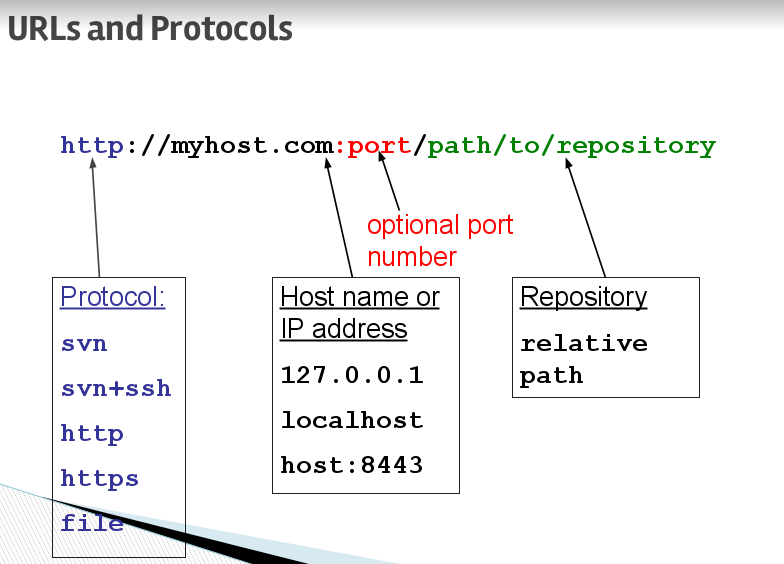 URLs and Protocols
http://myhost.com:port/path/to/repository
optional port
number
Protocol:
svn
svn+ssh
http
https
file
Host name or
IP address
127.0.0.1
localhost
host:8443
Repository
relative
path